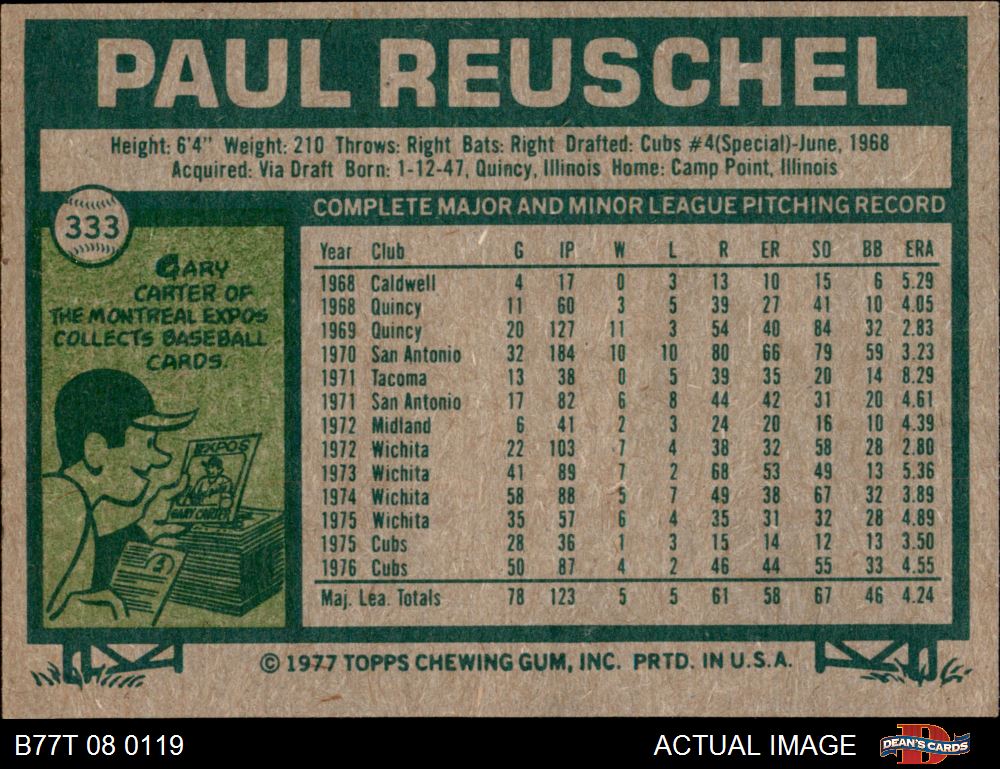 PAUL REUSCHEL
Height: 6'4" Weight: 210 Throws: Right Bats: Right Drafted: Cubs #4(Special)-June, 1968
Acquired: Via Draft Born: 1-12-47, Quincy, Illinois Home: Camp Point, Illinois
333
GARY
CARTER OF
THE MONTREAL EXPOS
COLLECTS BASEBALL
CARDS.
EXPOS
GARY CARTER
COMPLETE MAJOR AND MINOR LEAGUE PITCHING RECORD
Year Club G IP W L R ER SO BB ERA
1968 Caldwell 4 17 0 3 13 10 15 6 5.29
1968 Quincy 11 60 3 5 39 27 41 10 4.05
1969 Quincy 20 127 11 3 54 40 84 32 2.83
1970 San Antonio 32 184 10 10 80 66 79 59 3.23
1971 Tacoma 13 38 0 5 39 35 20 14 8.29
1971 San Antonio 17 82 6 8 44 42 31 20 4.61
1972 Midland 6 41 2 3 24 20 16 10 4.39
1972 Wichita 22 103 7 4 38 32 58 28 2.80
1973 Wichita 41 89 7 2 68 53 49 13 5.36
1974 Wichita 58 88 5 7 49 38 67 32 3.89
1975 Wichita 35 57 6 4 35 31 32 28 4.89
1975 Cubs 28 36 1 3 15 14 12 13 3.50
1976 Cubs 50 87 4 2 46 44 55 33 4.55
Maj. Lea. Totals 78 123 5 5 61 58 67 46 4.24
© 1977 TOPPS CHEWING GUM, INC. PRTD. IN U.S.A.
B77T 08 0119
ACTUAL IMAGE
DEAN'S CARDS